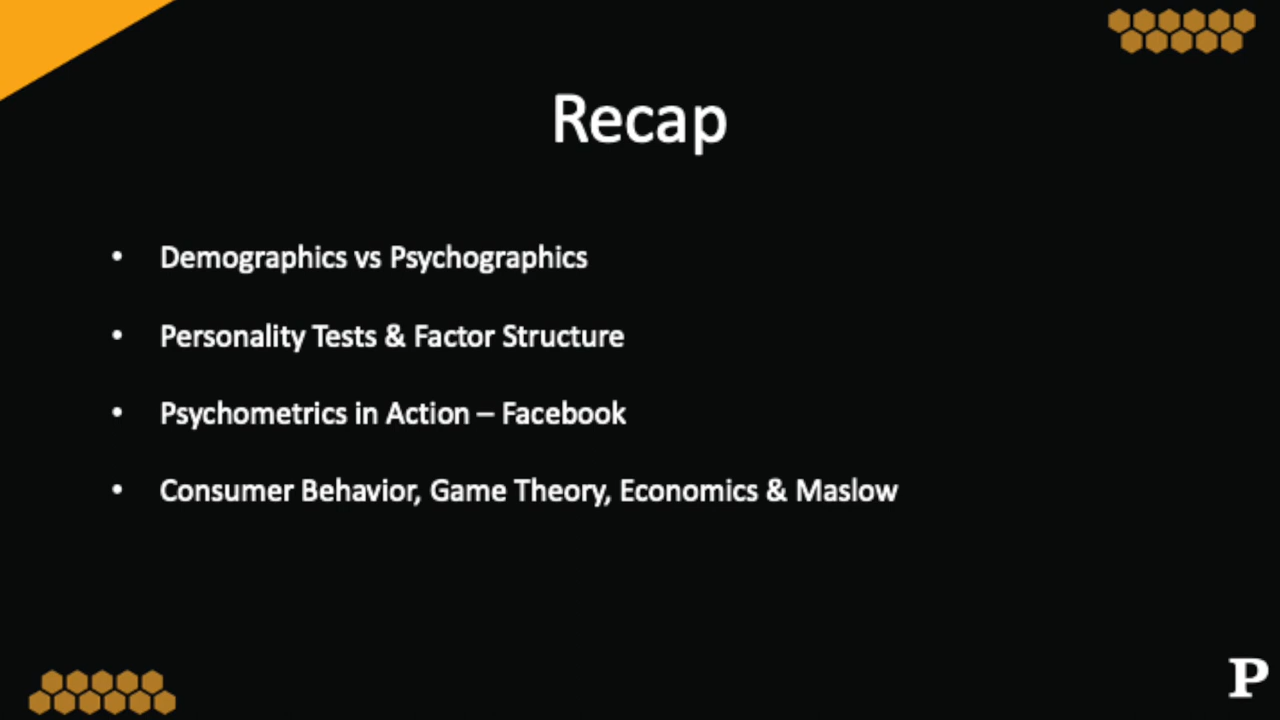 Recap
• Demographics vs Psychographics
• Personality Tests & Factor Structure
• Psychometrics in Action – Facebook
• Consumer Behavior, Game Theory, Economics & Maslow
P